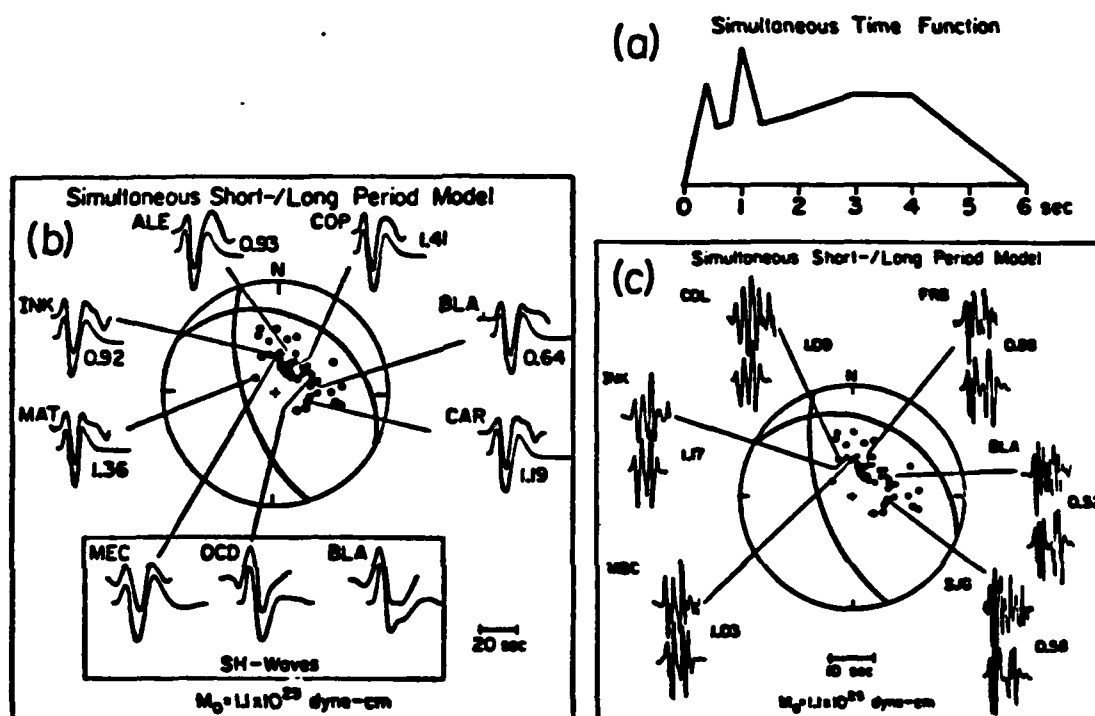 (a) Simultaneous Time Function
0 1 2 3 4 5 6 sec
Simultaneous Short-/Long Period Model
(b)
ALE 0.93
COP 1.41
N
INK 0.92
BLA 0.64
MAT 1.36
CAR 1.19
MEC OCD BLA
SH-Waves
20 sec
Simultaneous Short-/Long Period Model
(c)
COL 1.09
FRB
N
INK 1.17
BLA
MBC 1.03
SJG
10 sec